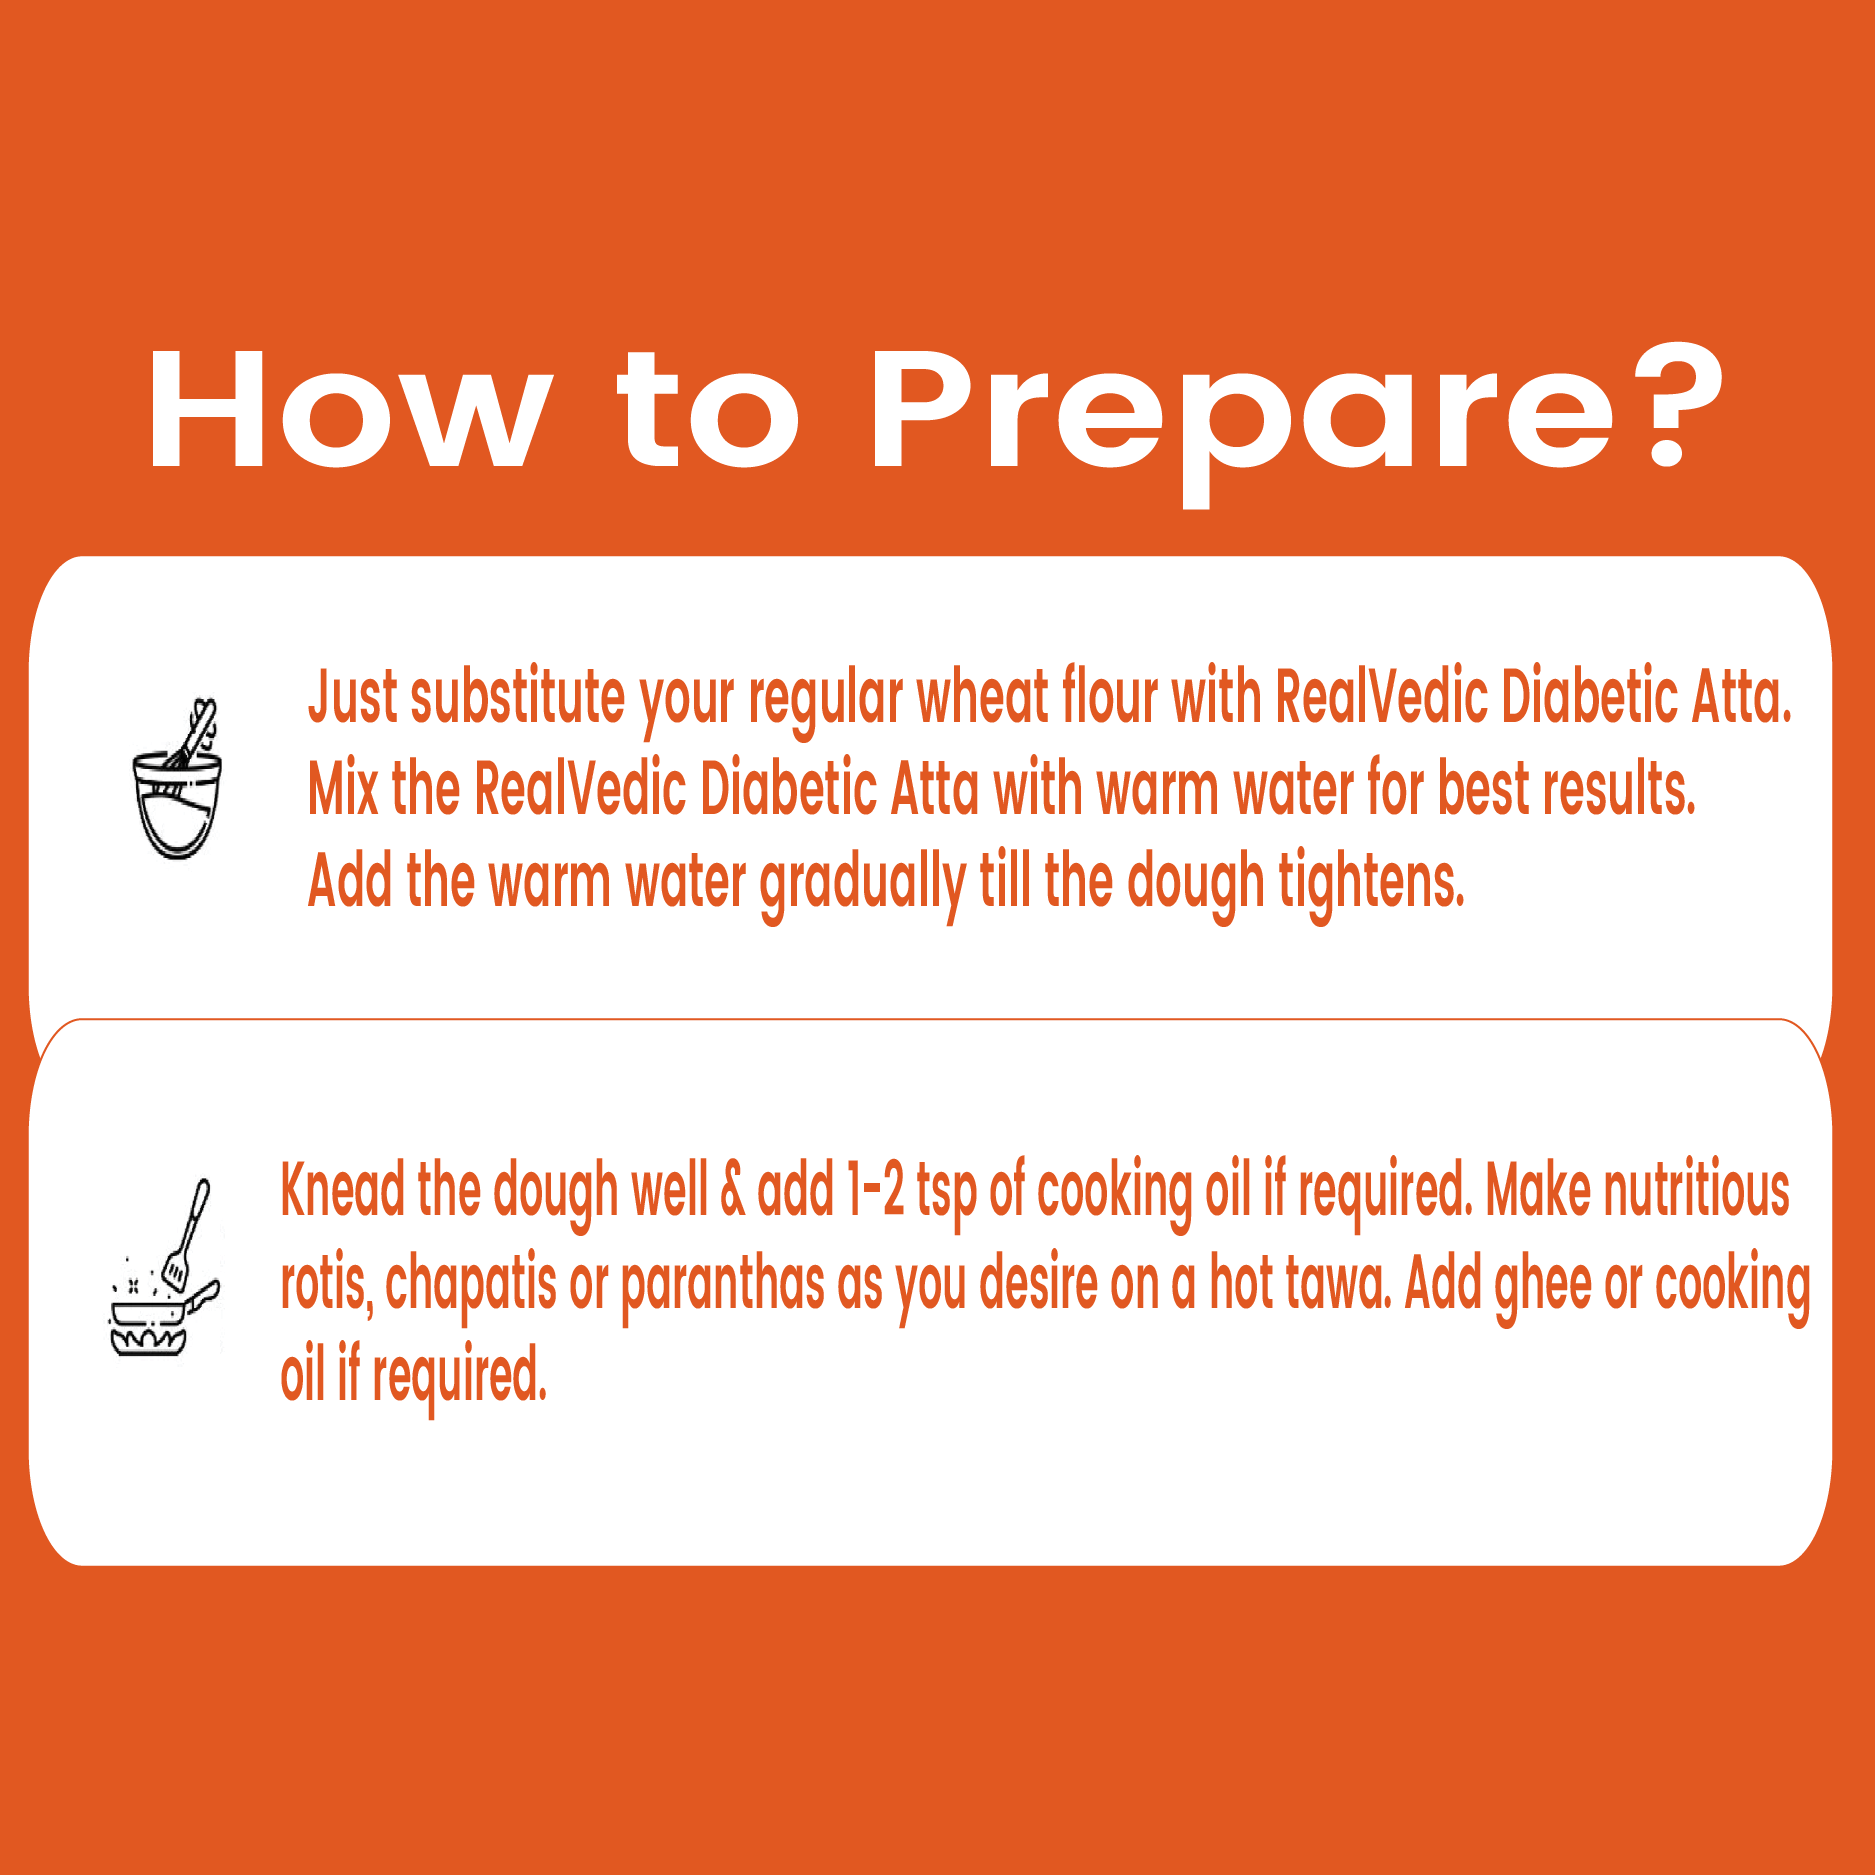 How to Prepare?
Just substitute your regular wheat flour with RealVedic Diabetic Atta.
Mix the RealVedic Diabetic Atta with warm water for best results.
Add the warm water gradually till the dough tightens.
Knead the dough well & add 1-2 tsp of cooking oil if required. Make nutritious
rotis, chapatis or paranthas as you desire on a hot tawa. Add ghee or cooking
oil if required.